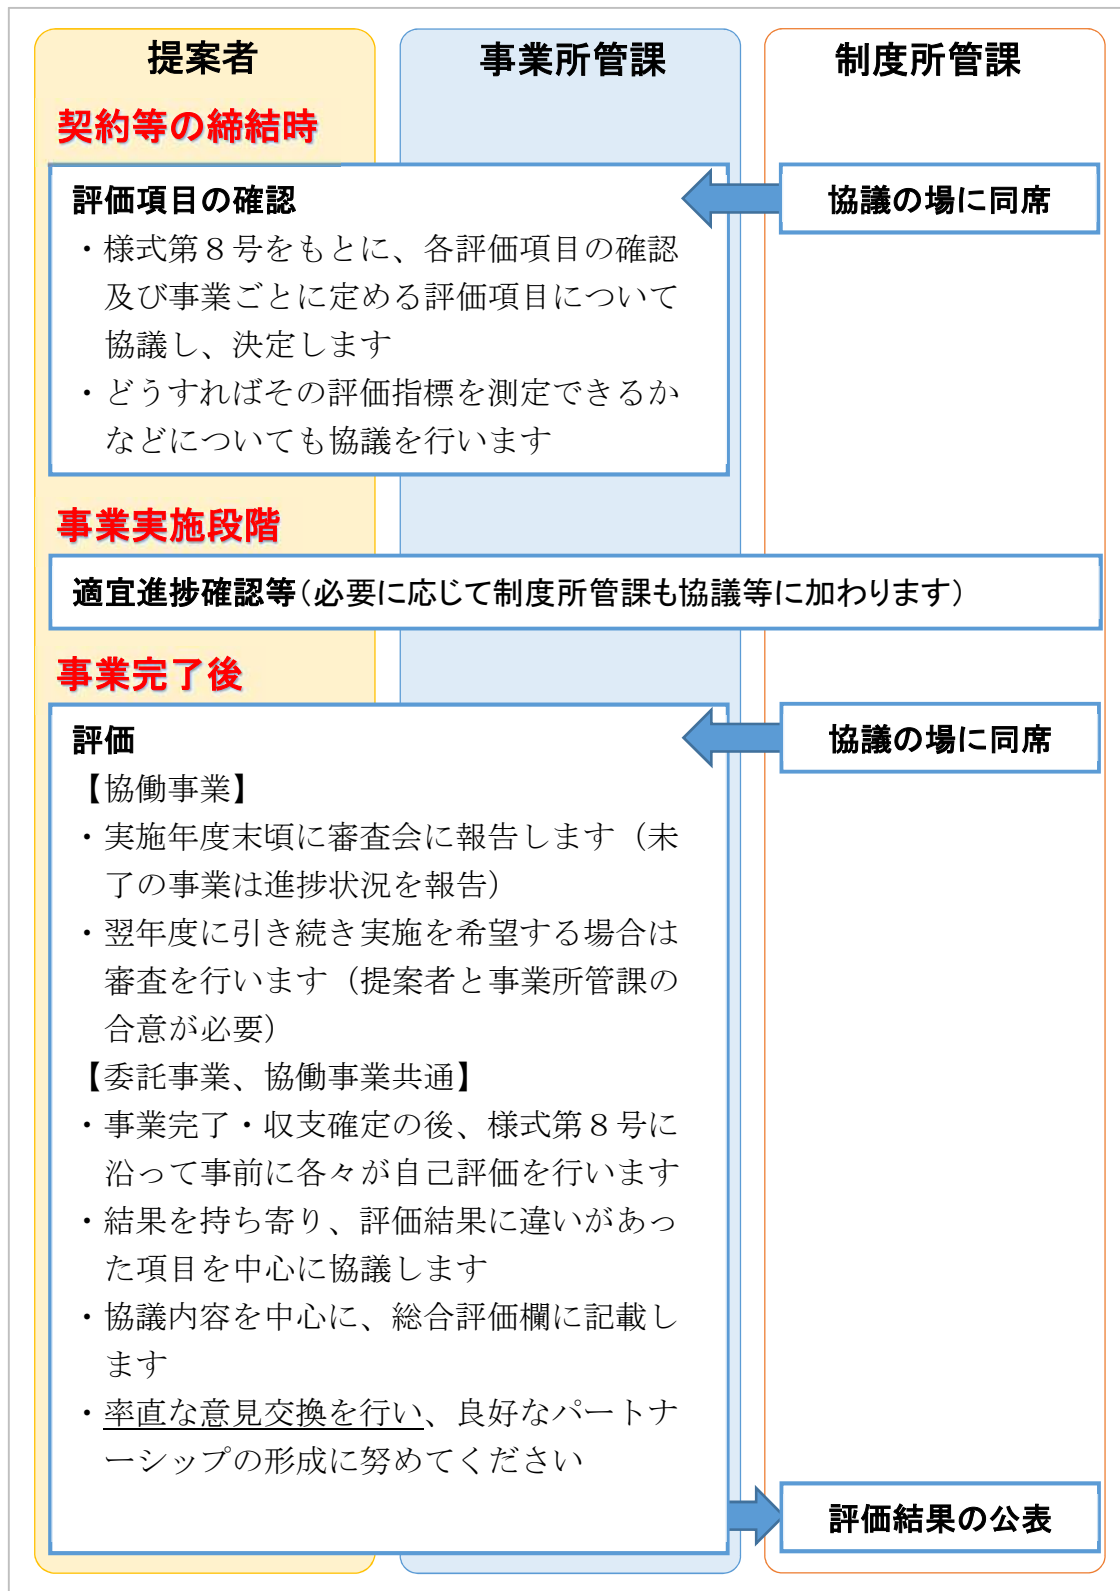 提案者
事業所管課
制度所管課
契約等の締結時
評価項目の確認
・様式第８号をもとに、各評価項目の確認
及び事業ごとに定める評価項目について
協議し、決定します
・どうすればその評価指標を測定できるか
などについても協議を行います
協議の場に同席
事業実施段階
適宜進捗確認等（必要に応じて制度所管課も協議等に加わります）
事業完了後
評価
【協働事業】
・実施年度末頃に審査会に報告します（未
了の事業は進捗状況を報告）
・翌年度に引き続き実施を希望する場合は
審査を行います（提案者と事業所管課の
合意が必要）
【委託事業、協働事業共通】
・事業完了・収支確定の後、様式第８号に
沿って事前に各々が自己評価を行います
・結果を持ち寄り、評価結果に違いがあっ
た項目を中心に協議します
・協議内容を中心に、総合評価欄に記載し
ます
・率直な意見交換を行い、良好なパートナ
ーシップの形成に努めてください
協議の場に同席
評価結果の公表